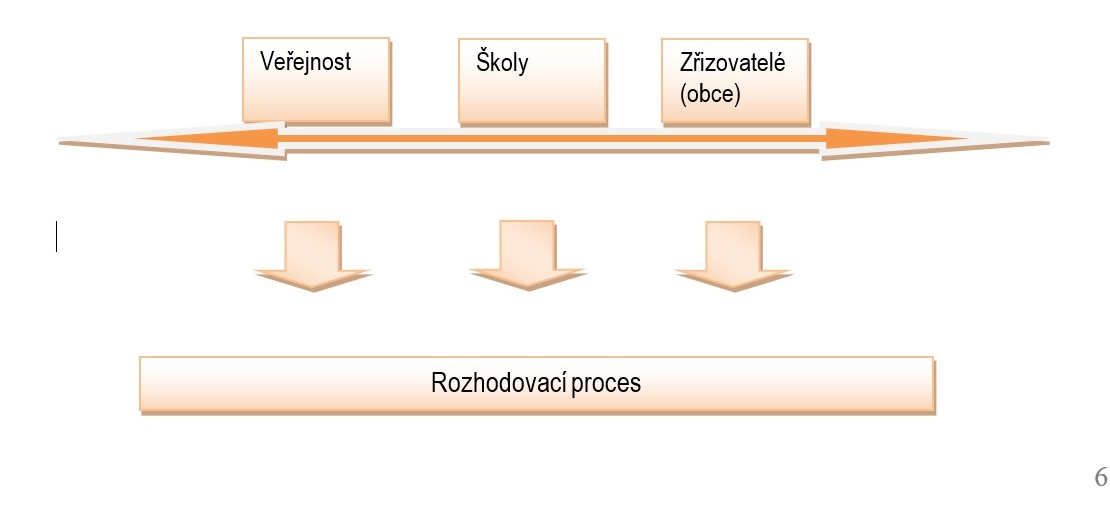 Veřejnost
Školy
Zřizovatelé
(obce)
Rozhodovací proces
6